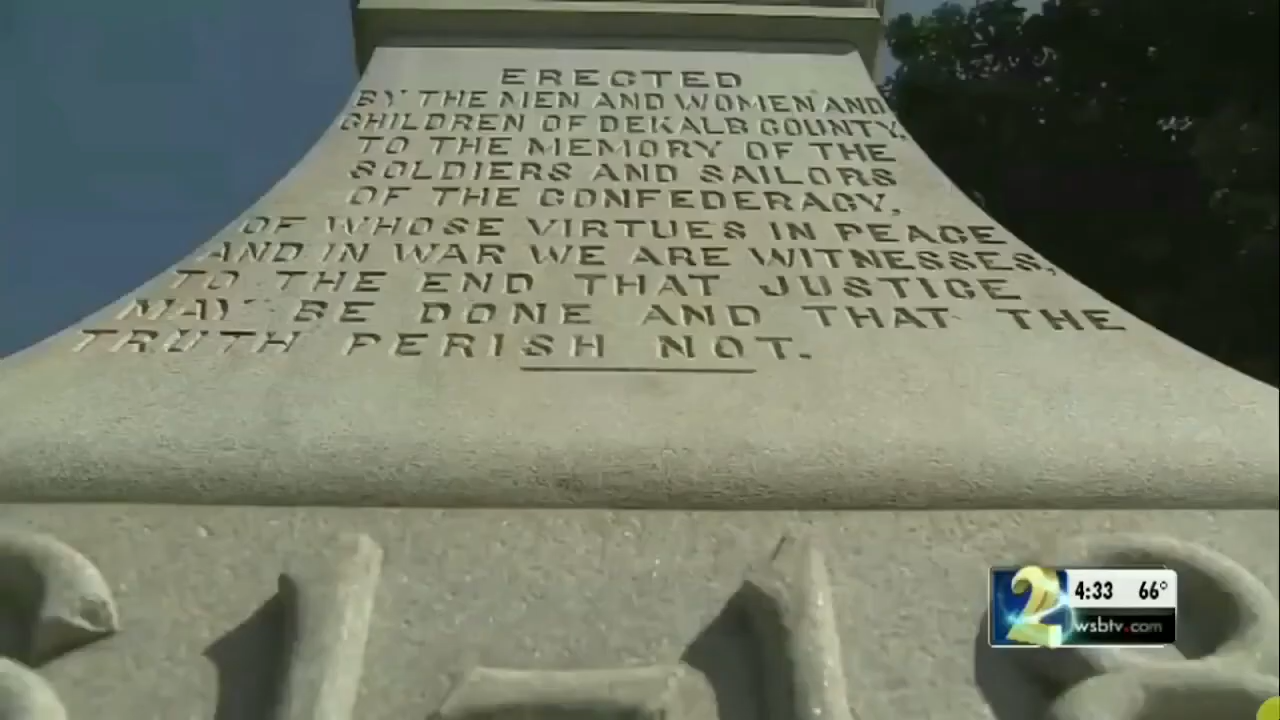 ERECTED
BY THE MEN AND WOMEN AND
CHILDREN OF DEKALB COUNTY,
TO THE MEMORY OF THE
SOLDIERS AND SAILORS
OF THE CONFEDERACY,
OF WHOSE VIRTUES IN PEACE
AND IN WAR WE ARE WITNESSES,
TO THE END THAT JUSTICE
MAY BE DONE AND THAT THE
TRUTH PERISH NOT.
2
4:33 66°
wsbtv.com